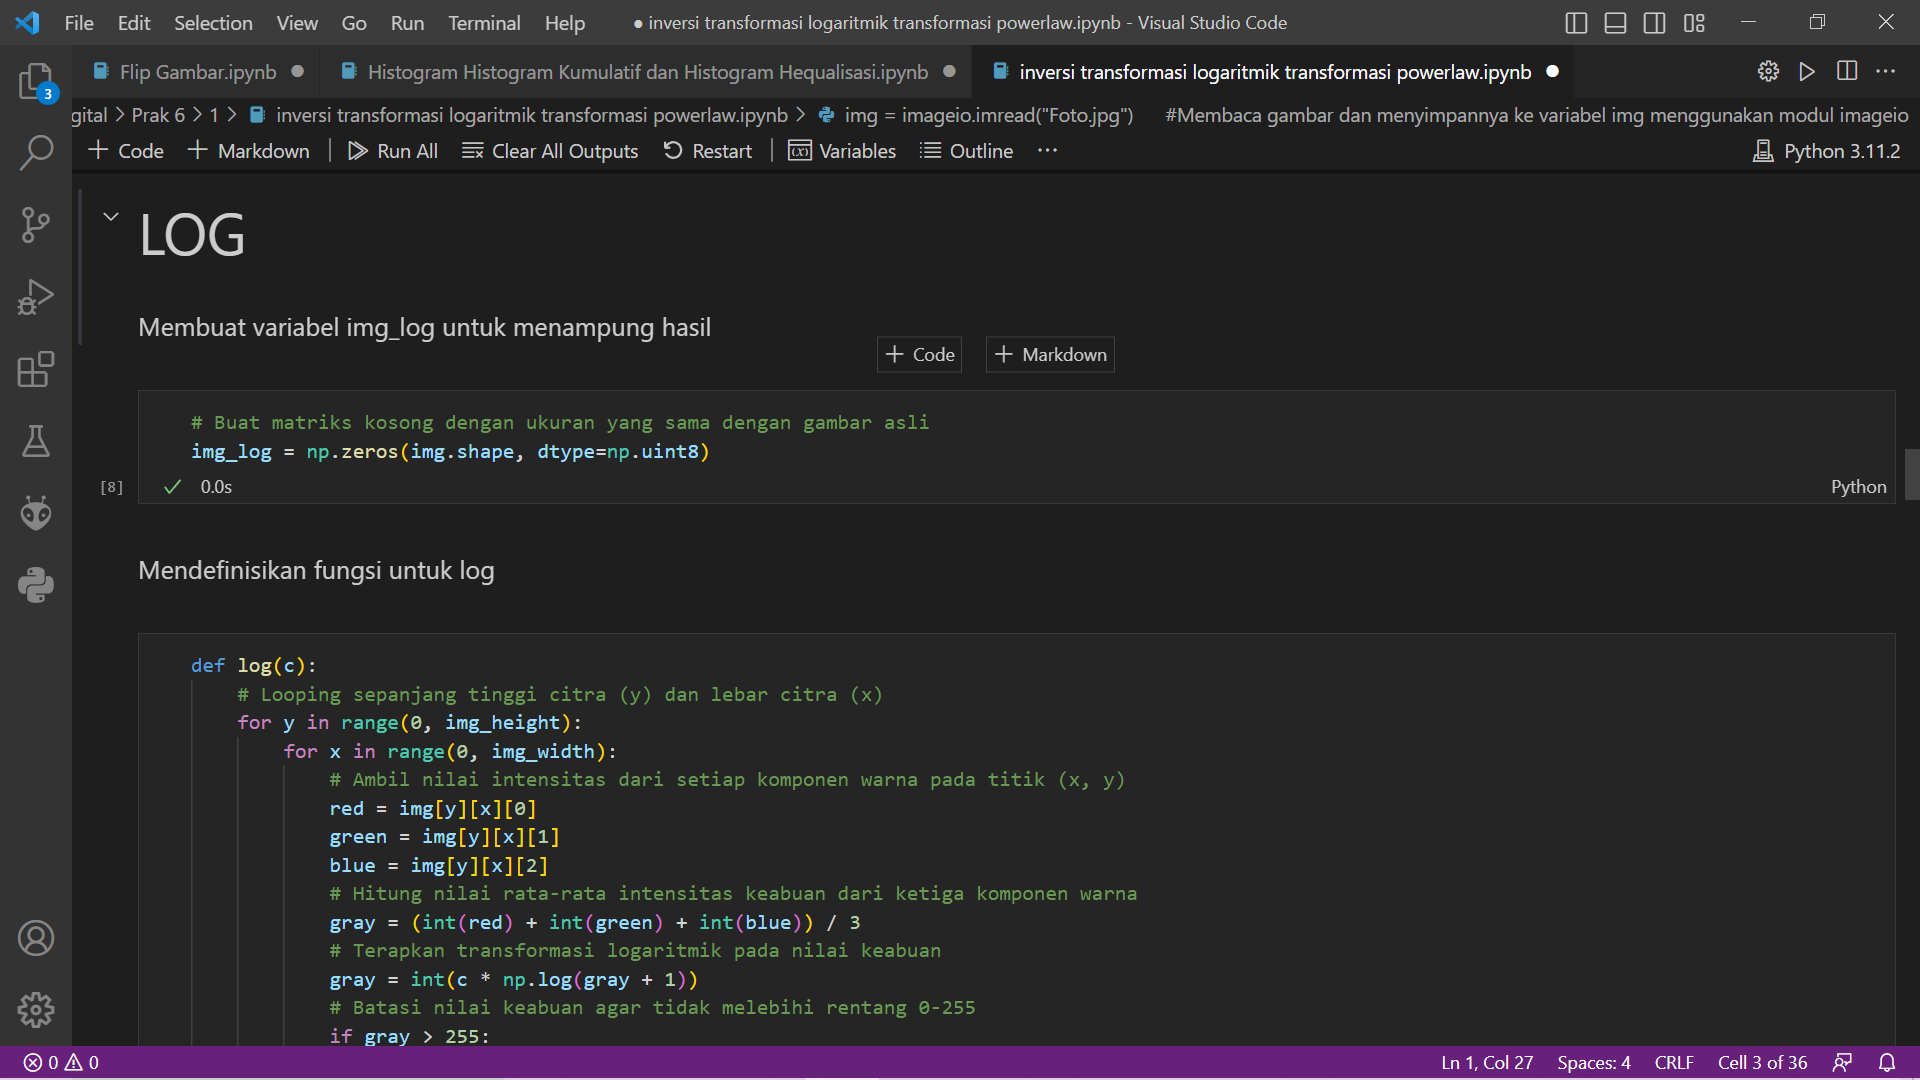 File Edit Selection View Go Run Terminal Help ● inversi transformasi logaritmik transformasi powerlaw.ipynb - Visual Studio Code
3
Flip Gambar.ipynb ● Histogram Histogram Kumulatif dan Histogram Hequalisasi.ipynb ● inversi transformasi logaritmik transformasi powerlaw.ipynb ●
gital > Prak 6 > 1 > inversi transformasi logaritmik transformasi powerlaw.ipynb > img = imageio.imread("Foto.jpg") #Membaca gambar dan menyimpannya ke variabel img menggunakan modul imageio
+ Code + Markdown | Run All Clear All Outputs Restart | Variables Outline ... Python 3.11.2
LOG
Membuat variabel img_log untuk menampung hasil
+ Code + Markdown
# Buat matriks kosong dengan ukuran yang sama dengan gambar asli
img_log = np.zeros(img.shape, dtype=np.uint8)
[8] ✓ 0.0s Python
Mendefinisikan fungsi untuk log
def log(c):
# Looping sepanjang tinggi citra (y) dan lebar citra (x)
for y in range(0, img_height):
for x in range(0, img_width):
# Ambil nilai intensitas dari setiap komponen warna pada titik (x, y)
red = img[y][x][0]
green = img[y][x][1]
blue = img[y][x][2]
# Hitung nilai rata-rata intensitas keabuan dari ketiga komponen warna
gray = (int(red) + int(green) + int(blue)) / 3
# Terapkan transformasi logaritmik pada nilai keabuan
gray = int(c * np.log(gray + 1))
# Batasi nilai keabuan agar tidak melebihi rentang 0-255
if gray > 255:
0 0 Ln 1, Col 27 Spaces: 4 CRLF Cell 3 of 36